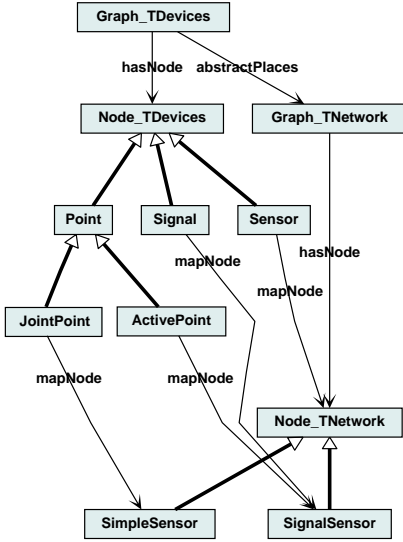 Graph_TDevices
hasNode
abstractPlaces
Node_TDevices
Graph_TNetwork
Point
Signal
Sensor
hasNode
mapNode
mapNode
JointPoint
ActivePoint
mapNode
mapNode
Node_TNetwork
SimpleSensor
SignalSensor